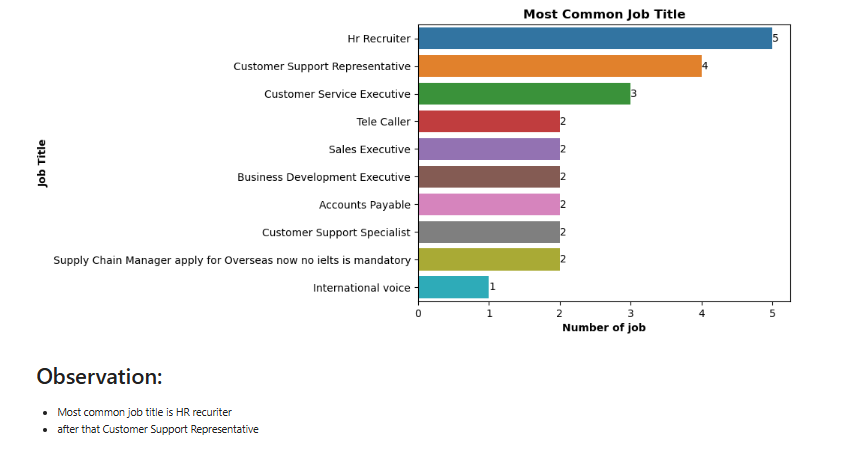 Most Common Job Title
Hr Recruiter 5
Customer Support Representative 4
Customer Service Executive 3
Tele Caller 2
Sales Executive 2
Business Development Executive 2
Accounts Payable 2
Customer Support Specialist 2
Supply Chain Manager apply for Overseas now no ielts is mandatory 2
International voice 1
Job Title
0 1 2 3 4 5
Number of job
Observation:
• Most common job title is HR recuriter
• after that Customer Support Representative